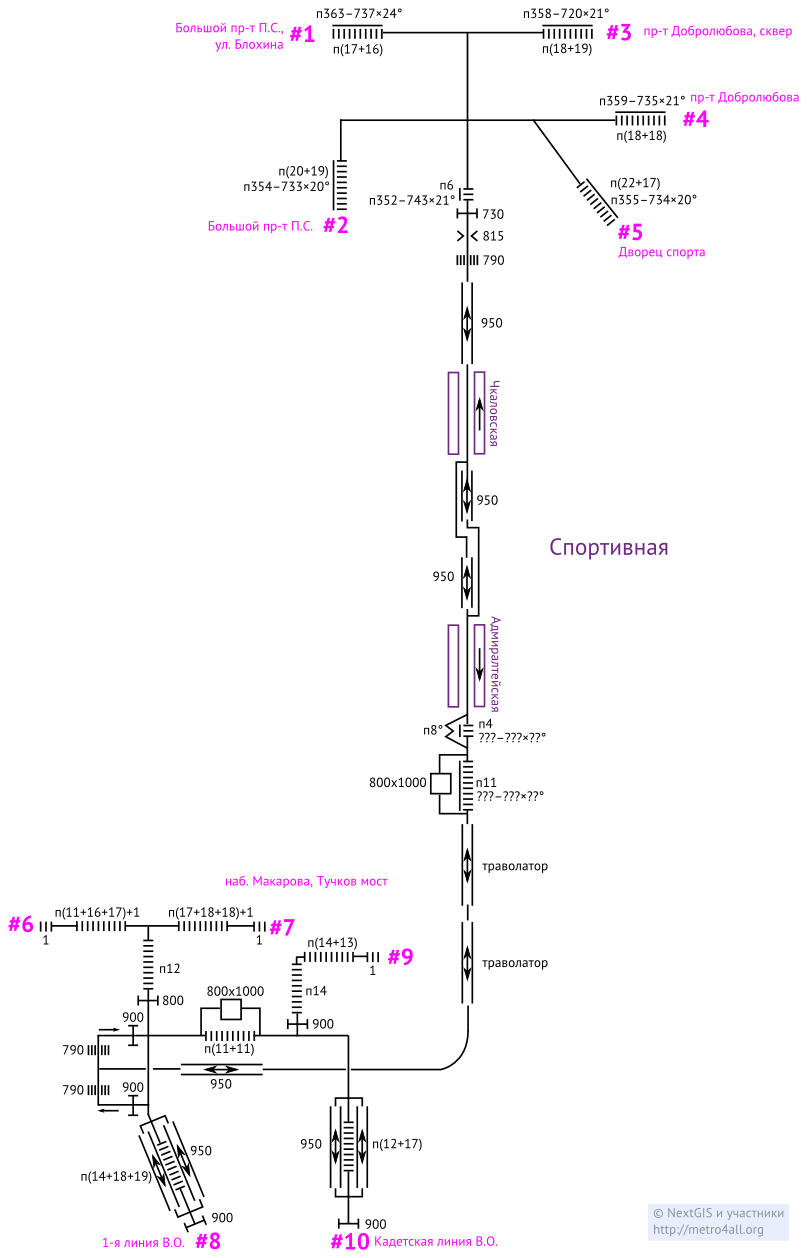 п363–737×24°
п358–720×21°
Большой пр-т П.С.,
ул. Блохина
#1
#3
пр-т Добролюбова, сквер
п(17+16)
п(18+19)
п359–735×21°
пр-т Добролюбова
#4
п(18+18)
п(20+19)
п354–733×20°
Большой пр-т П.С.
#2
п6
п352–743×21°
п(22+17)
п355–734×20°
#5
Дворец спорта
730
815
790
950
Чкаловская
950
Спортивная
950
Адмиралтейская
п8°
п4
???–???×??°
800x1000
п11
???–???×??°
траволатор
наб. Макарова, Тучков мост
#6
п(11+16+17)+1
п(17+18+18)+1
#7
1
1
п(14+13)
#9
1
траволатор
п12
п14
800
800x1000
900
900
790
п(11+11)
790
900
950
950
п(14+18+19)
950
п(12+17)
900
900
1-я линия В.О.
#8
#10
Кадетская линия В.О.
© NextGIS и участники
http://metro4all.org